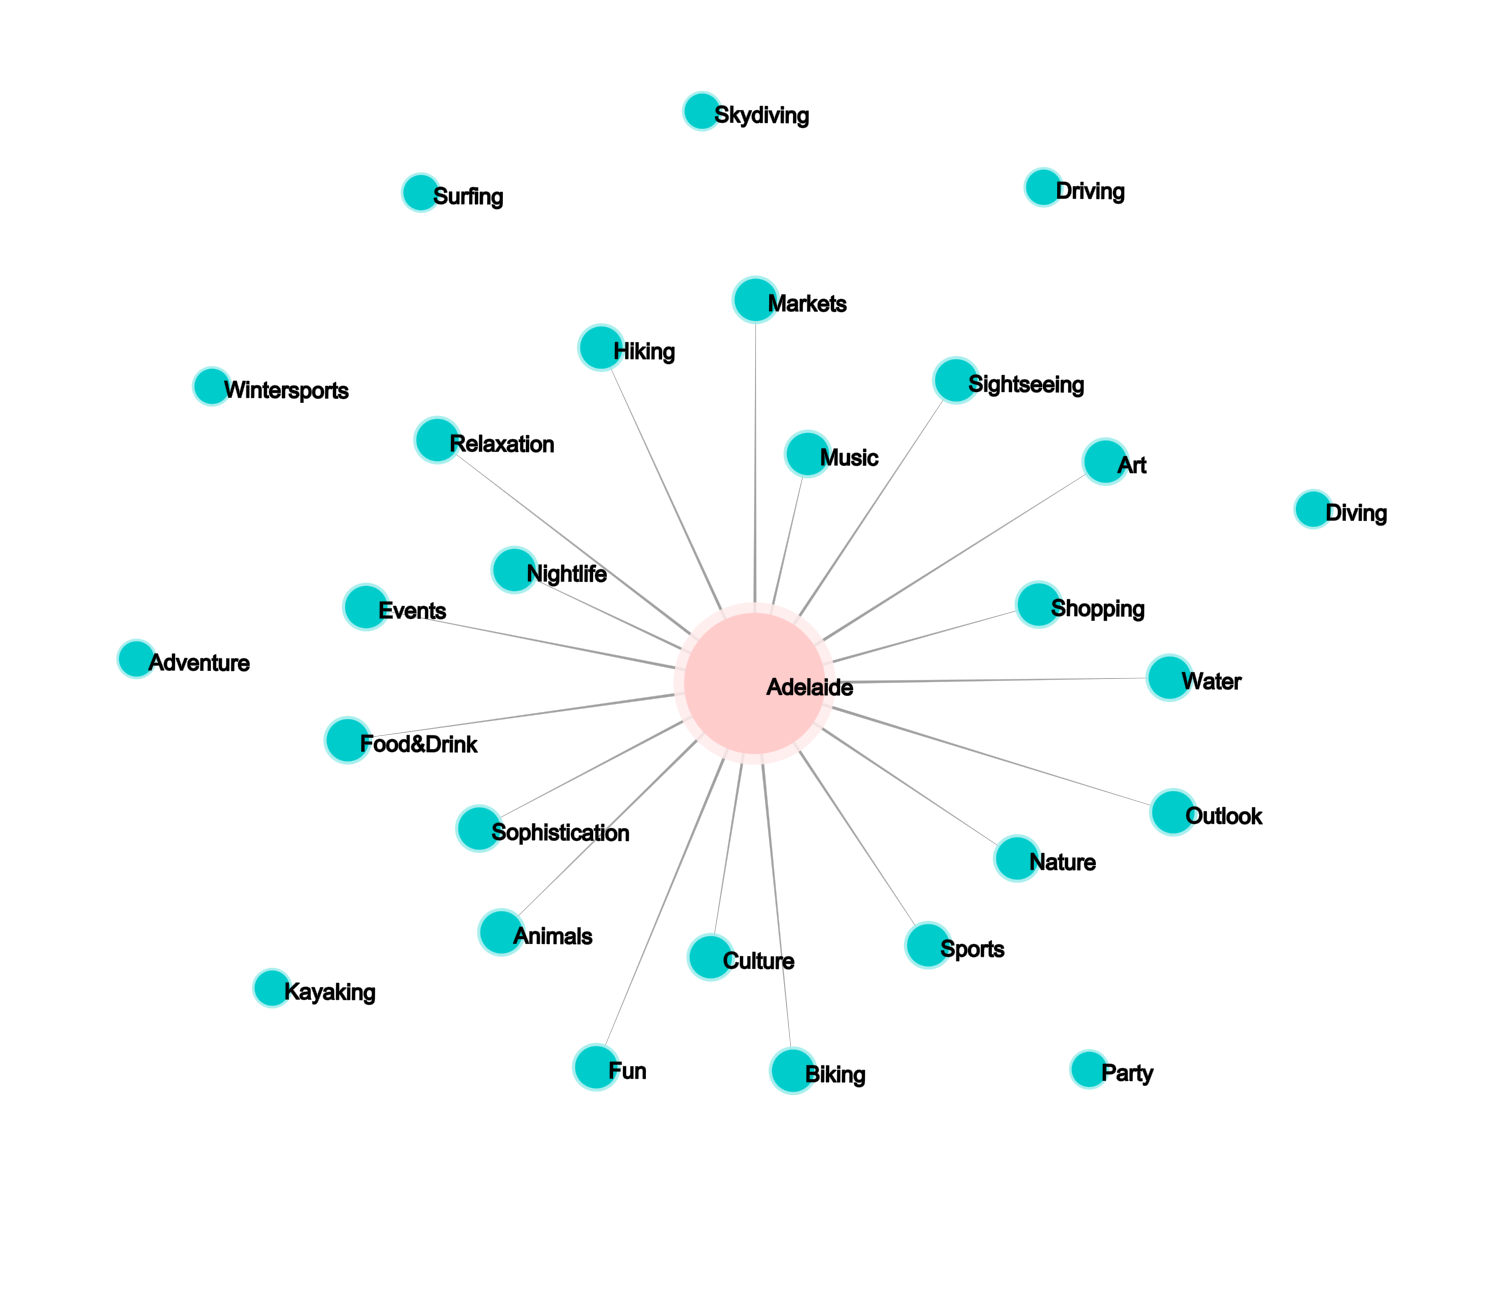 Skydiving
Driving
Surfing
Markets
Hiking
Sightseeing
Wintersports
Relaxation
Music
Art
Diving
Nightlife
Shopping
Events
Adventure
Water
Adelaide
Food&Drink
Outlook
Sophistication
Nature
Animals
Sports
Culture
Kayaking
Fun
Party
Biking